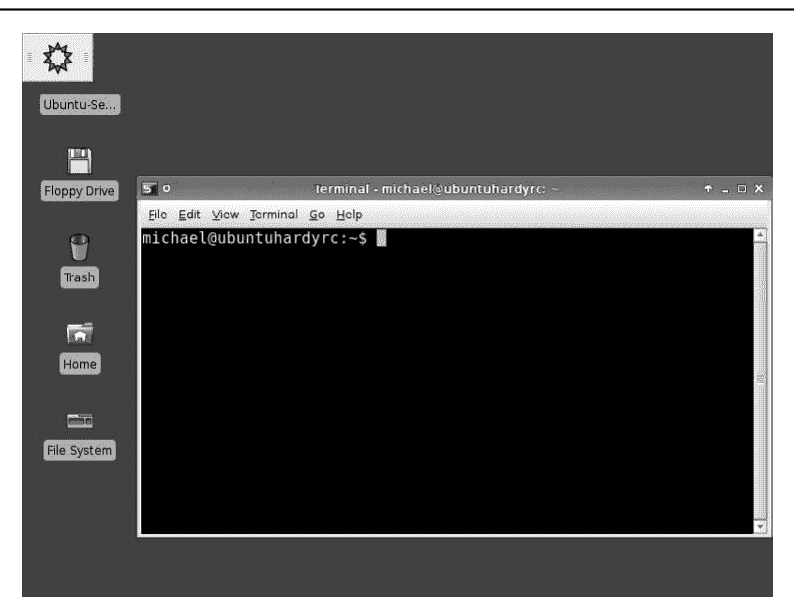 Ubuntu-Se...
Floppy Drive
Trash
Home
File System
Terminal - michael@ubuntuhardyrc: ~
File Edit View Terminal Go Help
michael@ubuntuhardyrc:~$